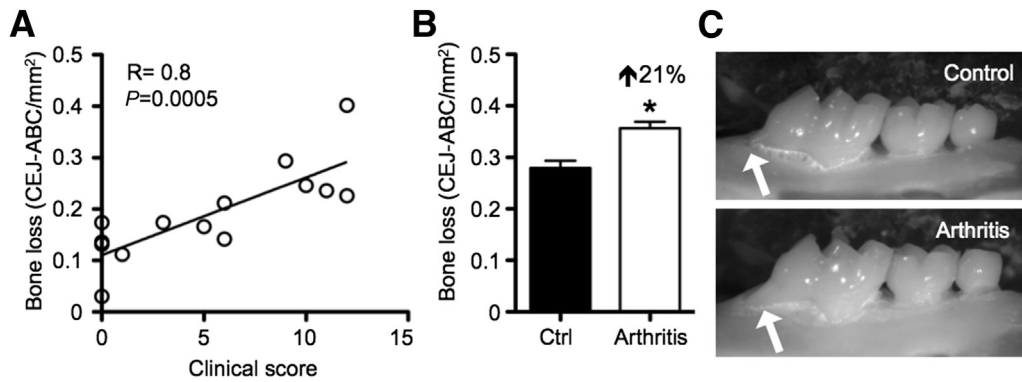 A
Bone loss (CEJ-ABC/mm²)
0.5
0.4
0.3
0.2
0.1
0
R= 0.8
P=0.0005
0 5 10 15
Clinical score
B
Bone loss (CEJ-ABC/mm²)
0.5
0.4
0.3
0.2
0.1
0
↑21%
*
Ctrl Arthritis
C
Control
Arthritis